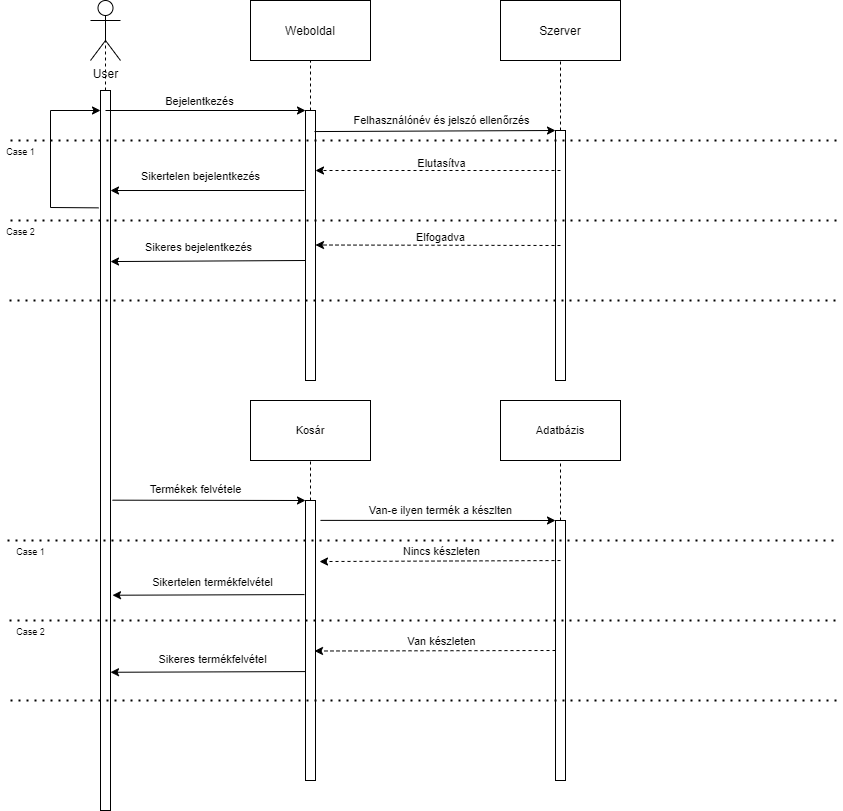 Weboldal
Szerver
User
Bejelentkezés
Felhasználónév és jelszó ellenőrzés
Case 1
Elutasítva
Sikertelen bejelentkezés
Case 2
Elfogadva
Sikeres bejelentkezés
Kosár
Adatbázis
Termékek felvétele
Van-e ilyen termék a készlten
Case 1
Nincs készleten
Sikertelen termékfelvétel
Case 2
Van készleten
Sikeres termékfelvétel